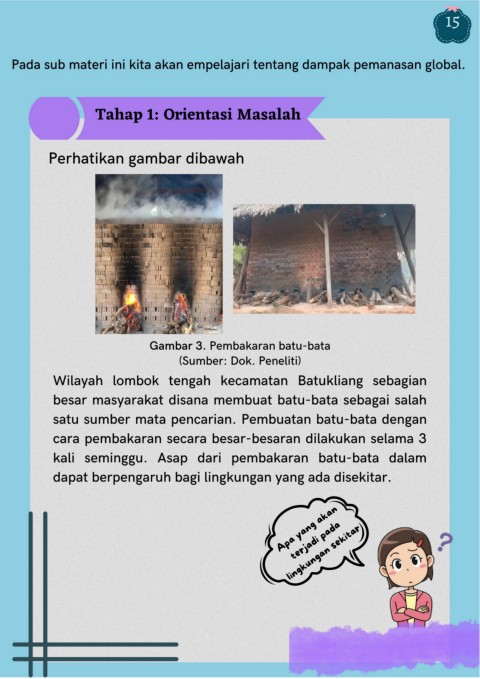 15
Pada sub materi ini kita akan empelajari tentang dampak pemanasan global.
Tahap 1: Orientasi Masalah
Perhatikan gambar dibawah
Gambar 3. Pembakaran batu-bata
(Sumber: Dok. Peneliti)
Wilayah lombok tengah kecamatan Batukliang sebagian
besar masyarakat disana membuat batu-bata sebagai salah
satu sumber mata pencarian. Pembuatan batu-bata dengan
cara pembakaran secara besar-besaran dilakukan selama 3
kali seminggu. Asap dari pembakaran batu-bata dalam
dapat berpengaruh bagi lingkungan yang ada disekitar.
Apa yang akan
terjadi pada
lingkungan sekitar
?